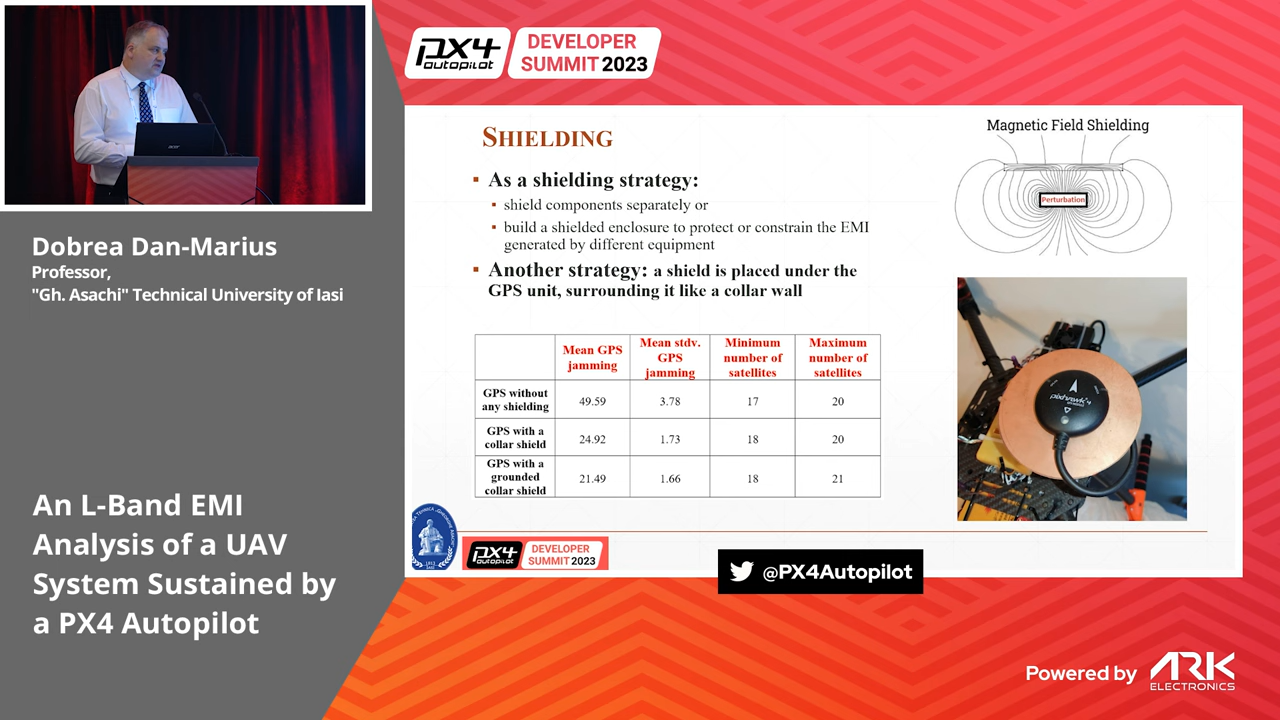 PX4
autopilot
DEVELOPER
SUMMIT 2023
Dobrea Dan-Marius
Professor,
"Gh. Asachi" Technical University of Iasi
An L-Band EMI
Analysis of a UAV
System Sustained by
a PX4 Autopilot
SHIELDING
▪ As a shielding strategy:
▪ shield components separately or
▪ build a shielded enclosure to protect or constrain the EMI
generated by different equipment
▪ Another strategy: a shield is placed under the
GPS unit, surrounding it like a collar wall
Mean GPS
jamming
Mean stdv.
GPS
jamming
Minimum
number of
satellites
Maximum
number of
satellites
GPS without
any shielding
49.59
3.78
17
20
GPS with a
collar shield
24.92
1.73
18
20
GPS with a
grounded
collar shield
21.49
1.66
18
21
Magnetic Field Shielding
Perturbation
pixhawk 4
PX4
autopilot
DEVELOPER
SUMMIT 2023
@PX4Autopilot
Powered by
ARK
ELECTRONICS